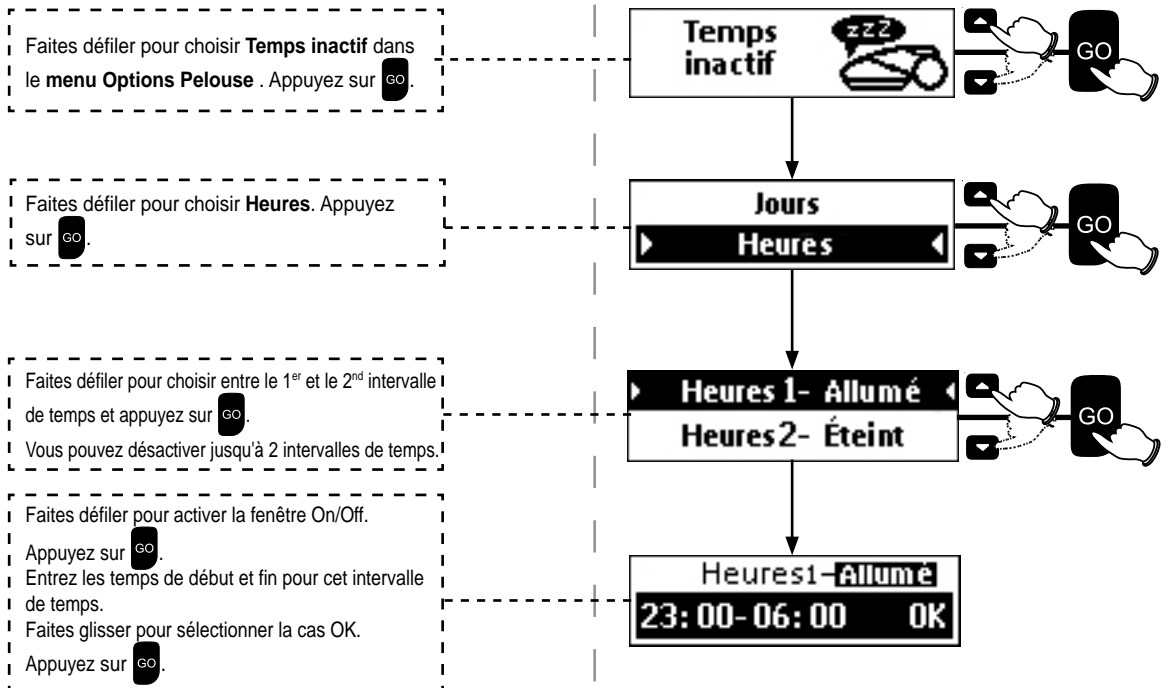 Faites défiler pour choisir Temps inactif dans
le menu Options Pelouse . Appuyez sur GO.
Temps
inactif
zzz
GO
Faites défiler pour choisir Heures. Appuyez
sur GO.
Jours
Heures
GO
Faites défiler pour choisir entre le 1er et le 2nd intervalle
de temps et appuyez sur GO.
Vous pouvez désactiver jusqu'à 2 intervalles de temps.
Heures 1- Allumé
Heures2- Éteint
GO
Faites défiler pour activer la fenêtre On/Off.
Appuyez sur GO.
Entrez les temps de début et fin pour cet intervalle
de temps.
Faites glisser pour sélectionner la cas OK.
Appuyez sur GO.
Heures1-Allumé
23:00-06:00 OK